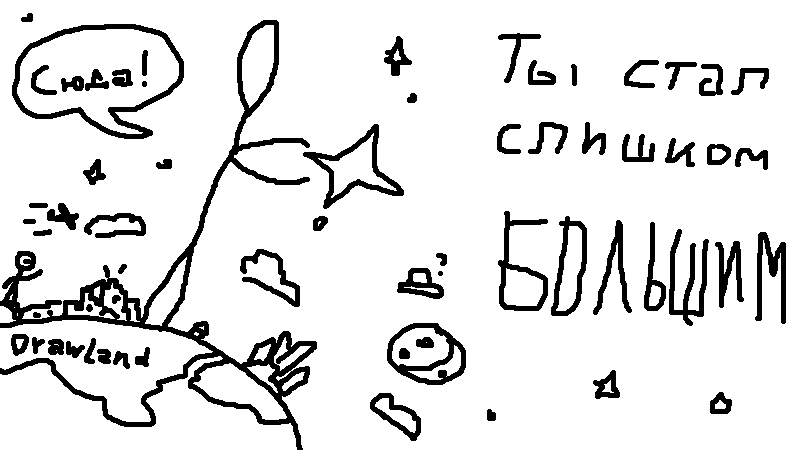 Сюда!
Ты стал
слишком
БОЛЬШИМ
Drawland
?